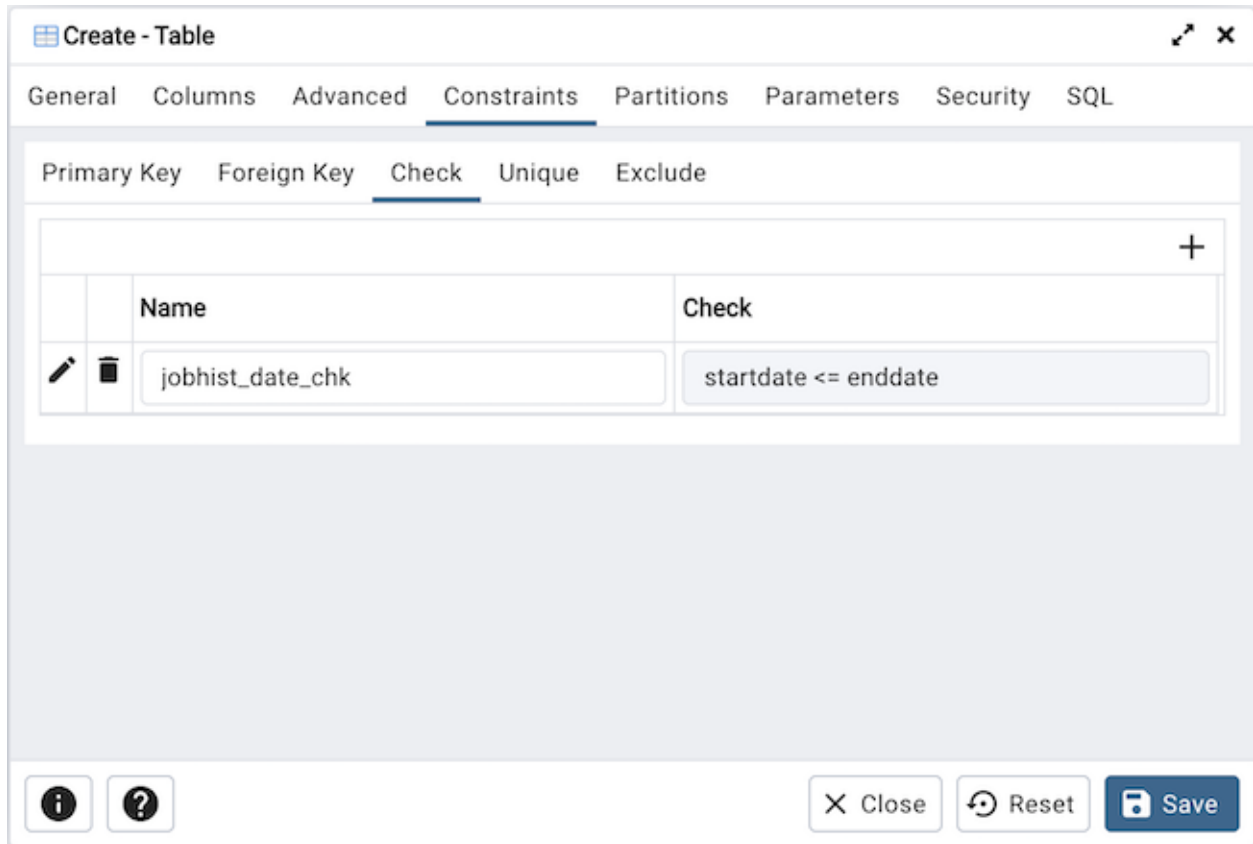 Create - Table
General Columns Advanced Constraints Partitions Parameters Security SQL
Primary Key Foreign Key Check Unique Exclude
Name Check
jobhist_date_chk startdate <= enddate
Close Reset Save